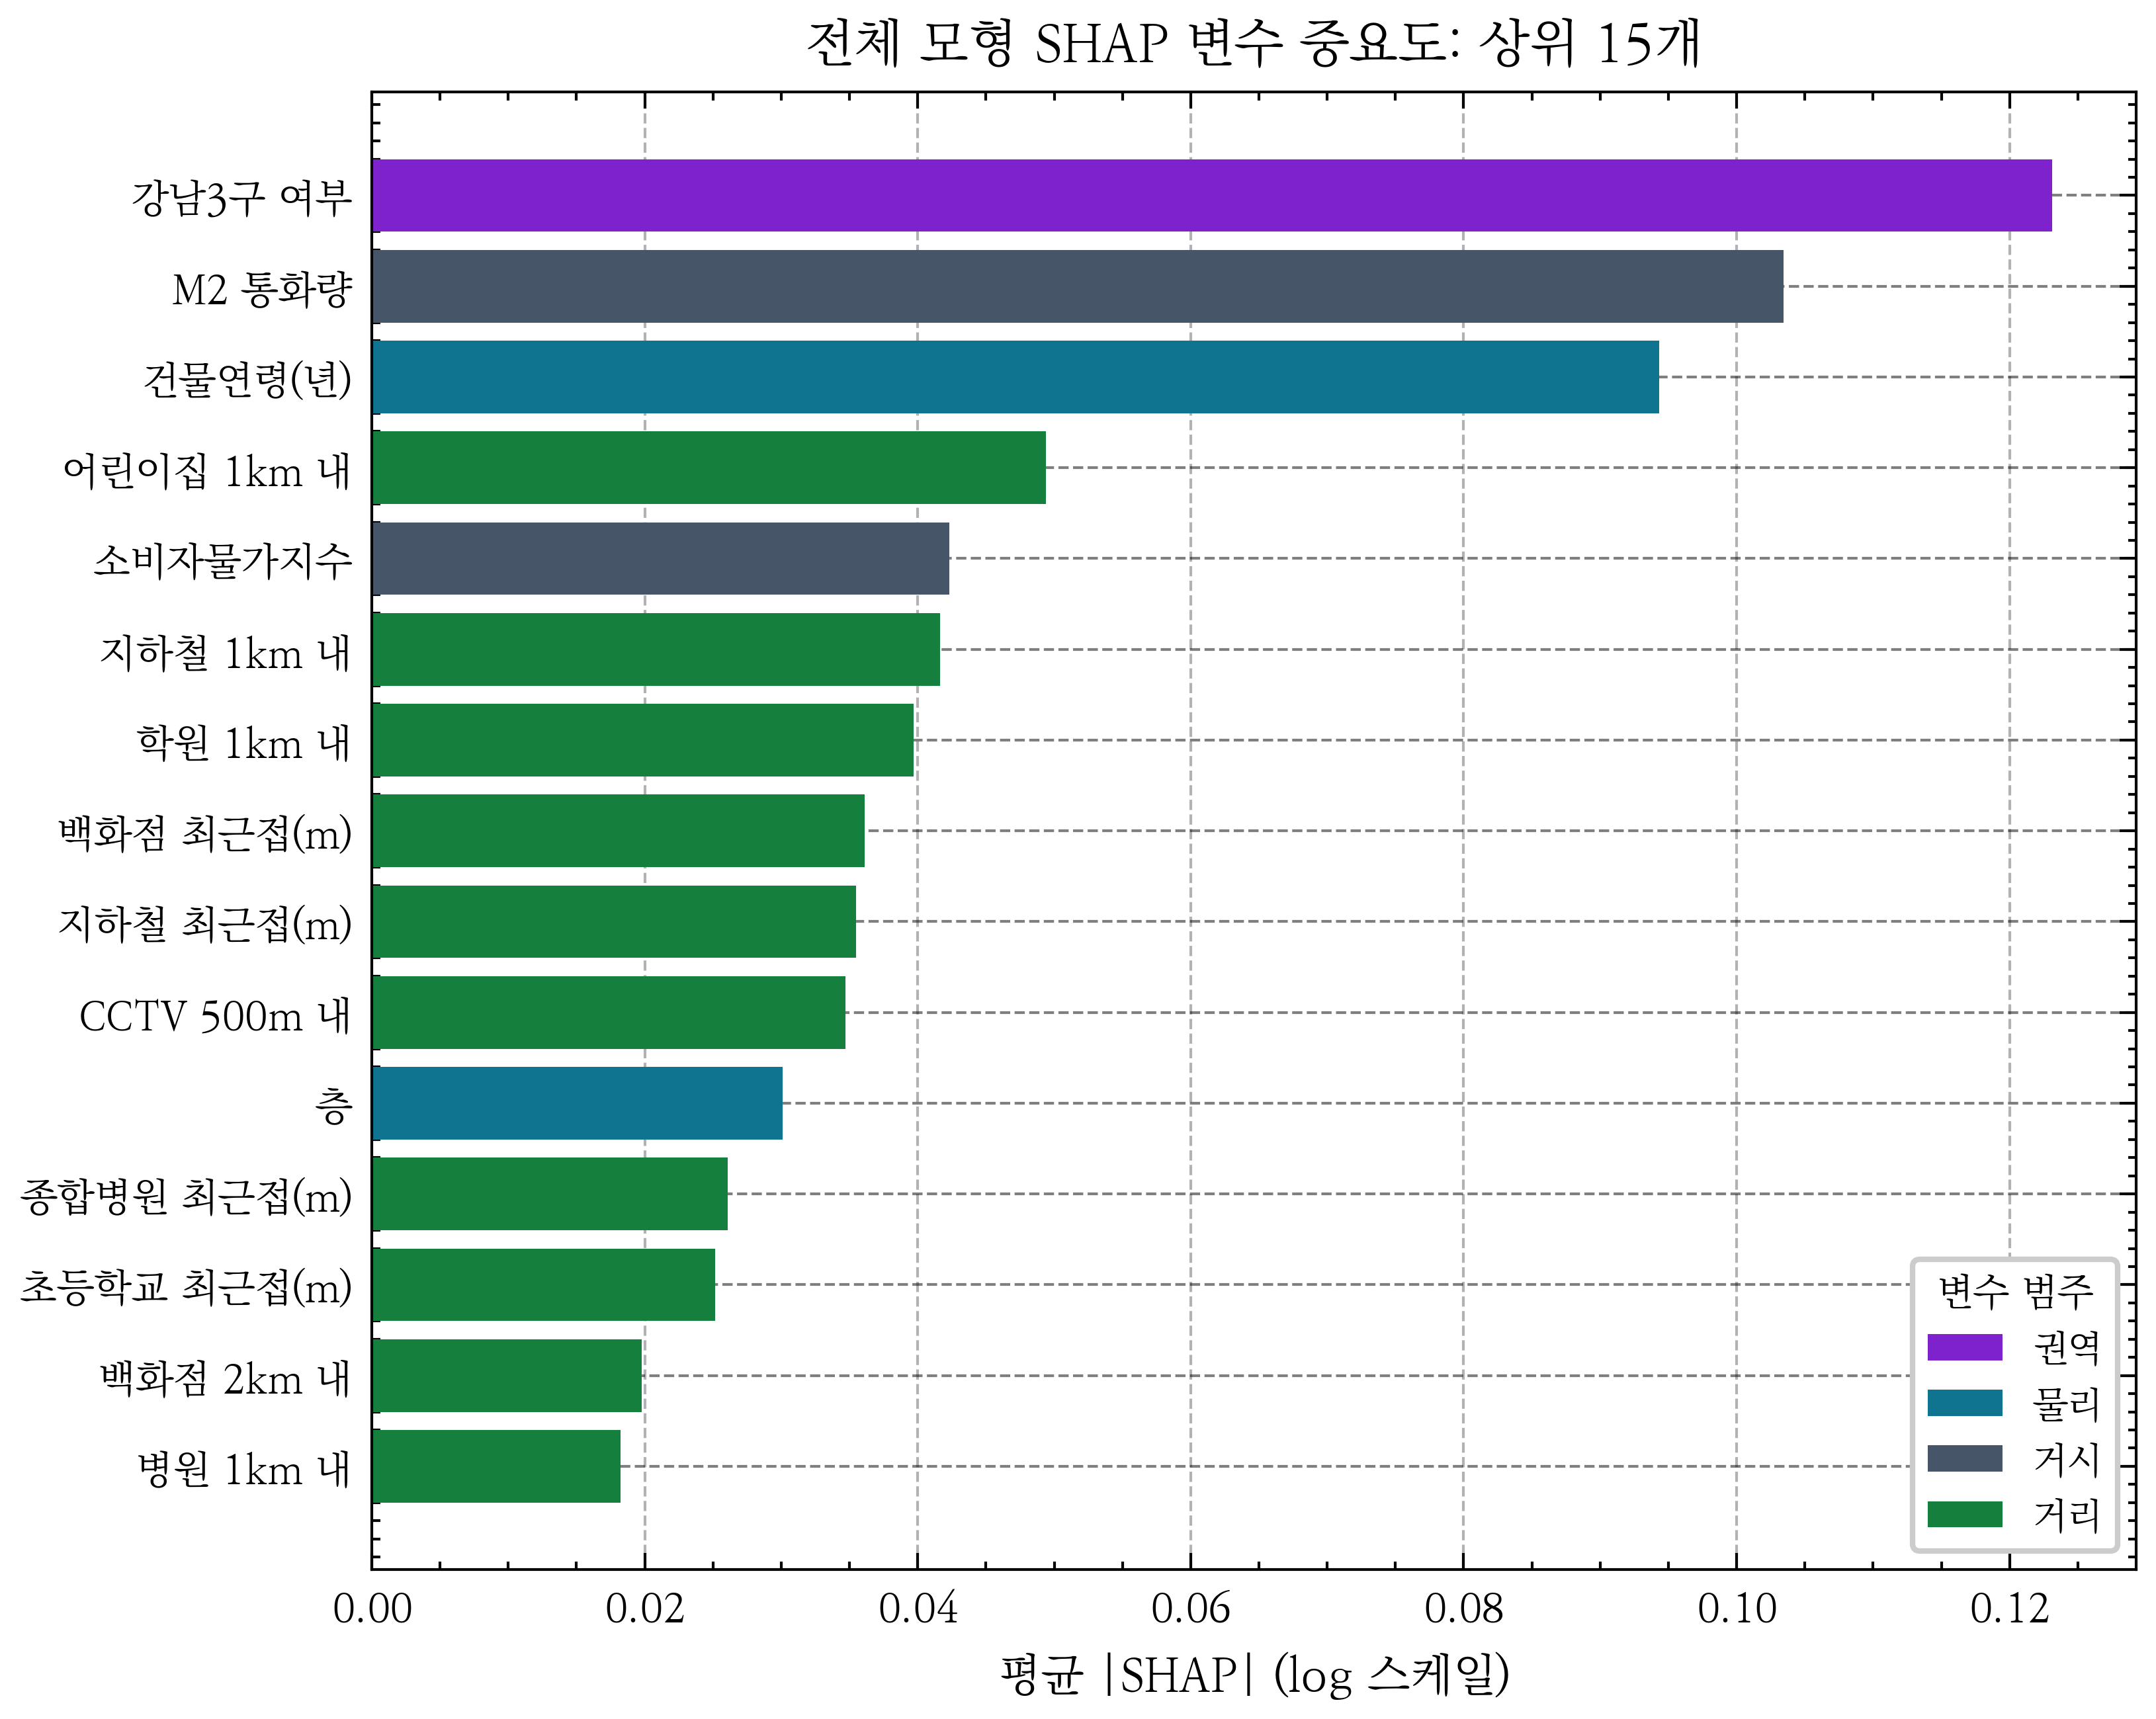 전체 모형 SHAP 변수 중요도: 상위 15개
강남3구 여부
M2 통화량
건물연령(년)
어린이집 1km 내
소비자물가지수
지하철 1km 내
학원 1km 내
백화점 최근접(m)
지하철 최근접(m)
CCTV 500m 내
층
종합병원 최근접(m)
초등학교 최근접(m)
백화점 2km 내
병원 1km 내
변수 범주
권역
물리
거시
거리
0.00 0.02 0.04 0.06 0.08 0.10 0.12
평균 |SHAP| (log 스케일)